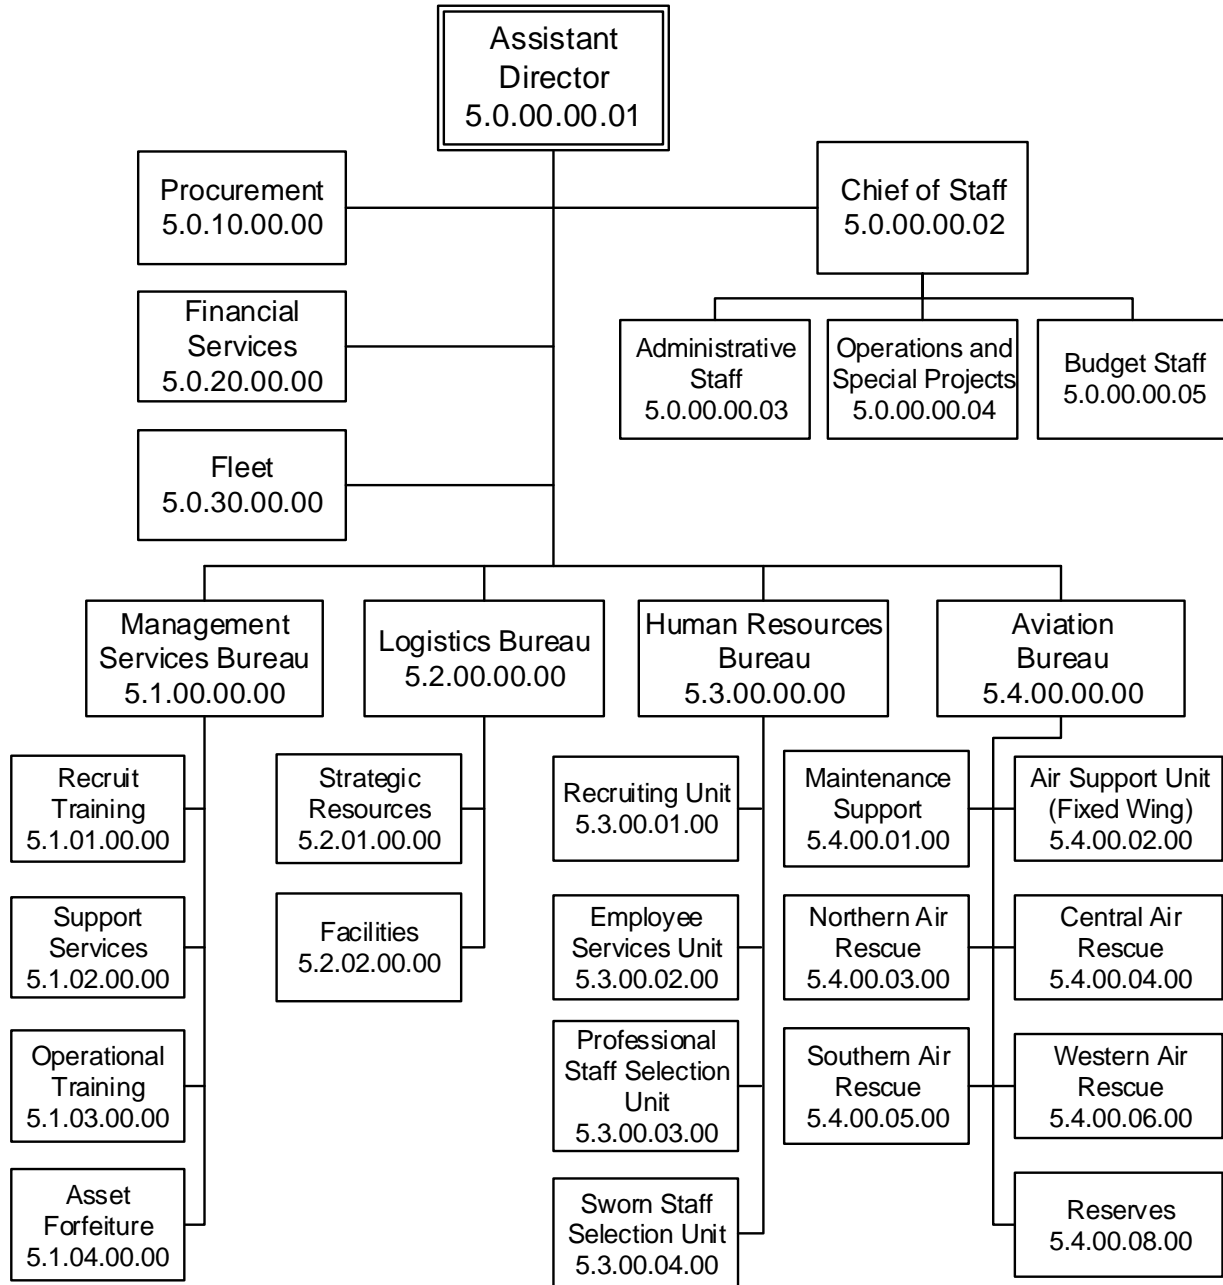 Assistant
Director
5.0.00.00.01
Procurement
5.0.10.00.00
Chief of Staff
5.0.00.00.02
Financial
Services
5.0.20.00.00
Administrative
Staff
5.0.00.00.03
Operations and
Special Projects
5.0.00.00.04
Budget Staff
5.0.00.00.05
Fleet
5.0.30.00.00
Management
Services Bureau
5.1.00.00.00
Logistics Bureau
5.2.00.00.00
Human Resources
Bureau
5.3.00.00.00
Aviation
Bureau
5.4.00.00.00
Recruit
Training
5.1.01.00.00
Strategic
Resources
5.2.01.00.00
Recruiting Unit
5.3.00.01.00
Maintenance
Support
5.4.00.01.00
Air Support Unit
(Fixed Wing)
5.4.00.02.00
Support
Services
5.1.02.00.00
Facilities
5.2.02.00.00
Employee
Services Unit
5.3.00.02.00
Northern Air
Rescue
5.4.00.03.00
Central Air
Rescue
5.4.00.04.00
Operational
Training
5.1.03.00.00
Professional
Staff Selection
Unit
5.3.00.03.00
Southern Air
Rescue
5.4.00.05.00
Western Air
Rescue
5.4.00.06.00
Asset
Forfeiture
5.1.04.00.00
Sworn Staff
Selection Unit
5.3.00.04.00
Reserves
5.4.00.08.00